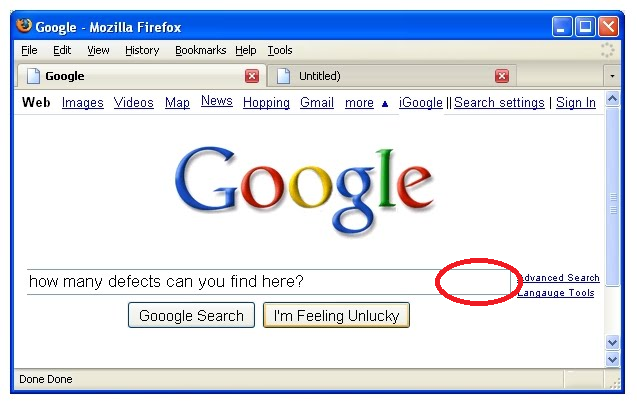 Google - Mozilla Firefox
File Edit View History Bookmarks Help Tools
Google Untitled)
Web Images Videos Map News Hopping Gmail more ▲ iGoogle || Search settings | Sign In
Google
how many defects can you find here?
Advanced Search
Langauge Tools
Gooogle Search I'm Feeling Unlucky
Done Done